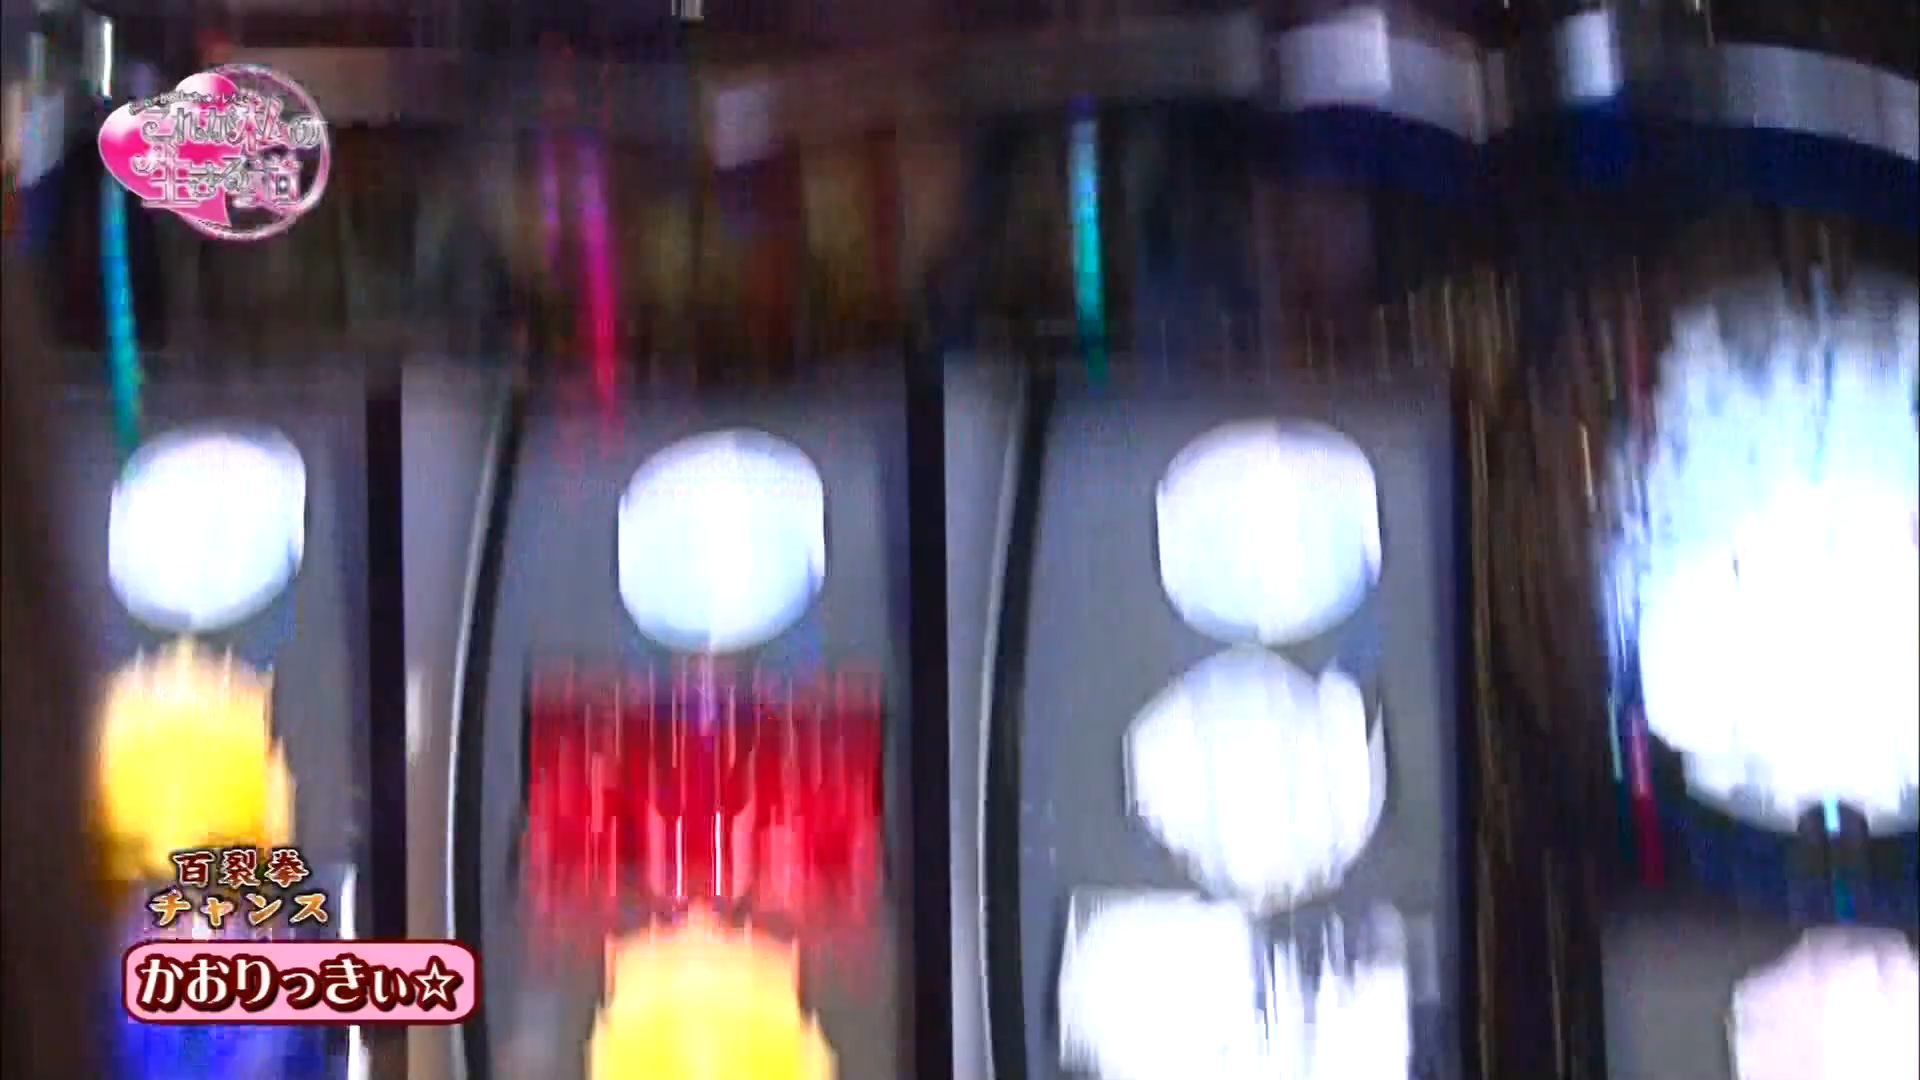 これが私の
生きる道
百裂拳
チャンス
かおりっきぃ☆